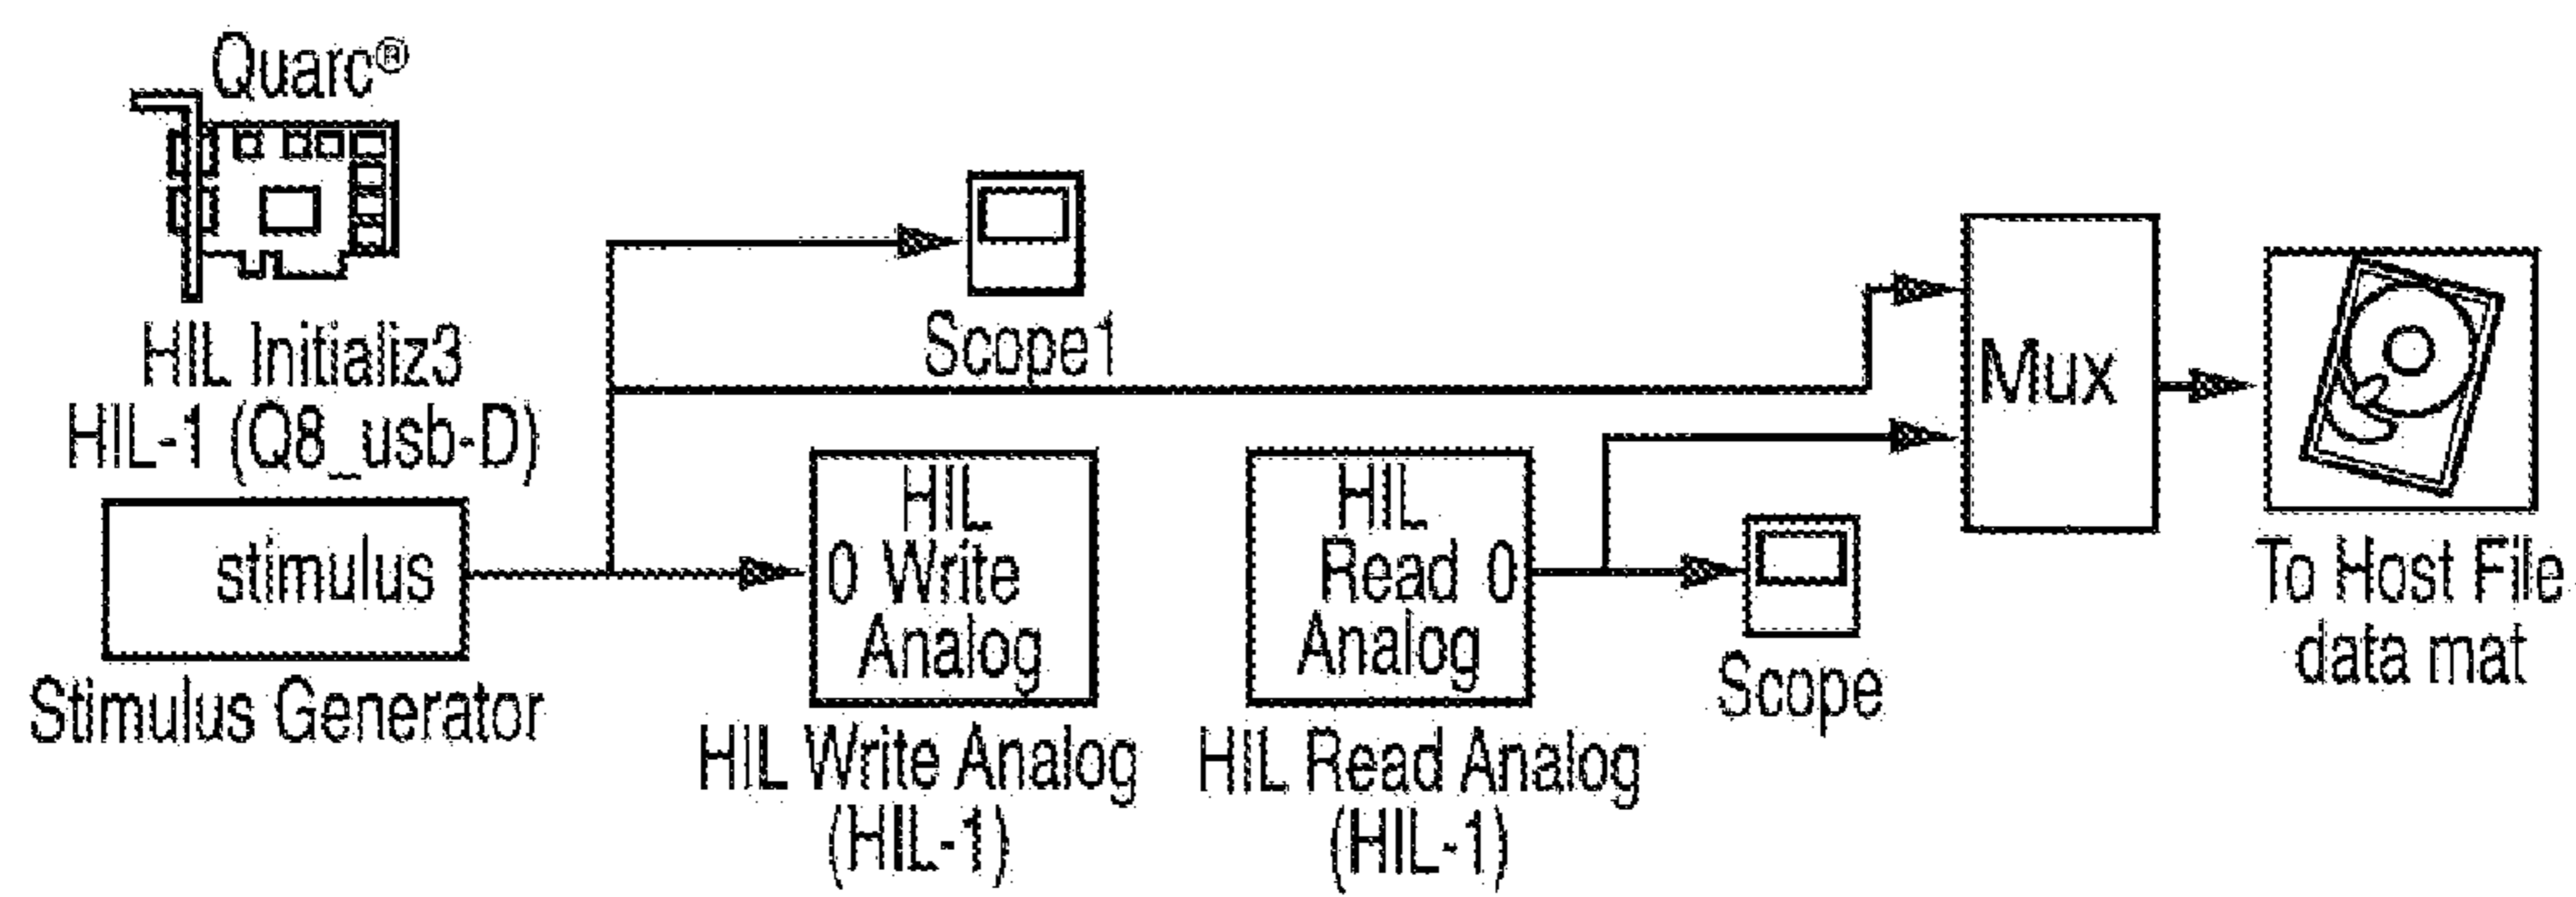 Quarc®
HIL Initializ3
HIL-1 (Q8_usb-D)
stimulus
Stimulus Generator
Scope1
HIL
0 Write
Analog
HIL Write Analog
(HIL-1)
HIL
Read 0
Analog
HIL Read Analog
(HIL-1)
Scope
Mux
To Host File
data mat